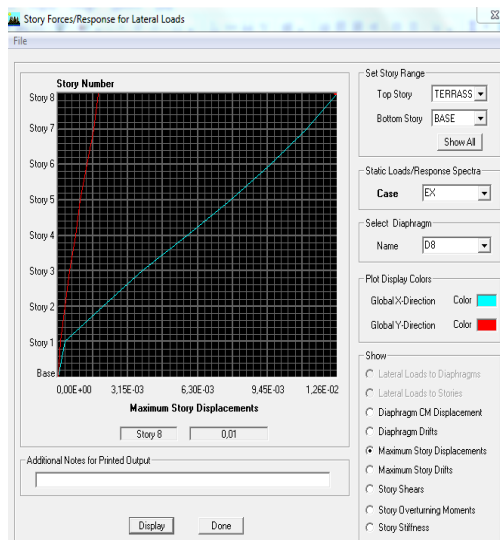 Story Forces/Response for Lateral Loads
File
Story Number
Story 8
Story 7
Story 6
Story 5
Story 4
Story 3
Story 2
Story 1
Base
0,00E+00 3,15E-03 6,30E-03 9,45E-03 1,26E-02
Maximum Story Displacements
Story 8 0,01
Additional Notes for Printed Output
Display Done
Set Story Range
Top Story TERRASS
Bottom Story BASE
Show All
Static Loads/Response Spectra
Case EX
Select Diaphragm
Name D8
Plot Display Colors
Global X-Direction Color
Global Y-Direction Color
Show
Lateral Loads to Diaphragms
Lateral Loads to Stories
Diaphragm CM Displacement
Diaphragm Drifts
Maximum Story Displacements
Maximum Story Drifts
Story Shears
Story Overturning Moments
Story Stiffness